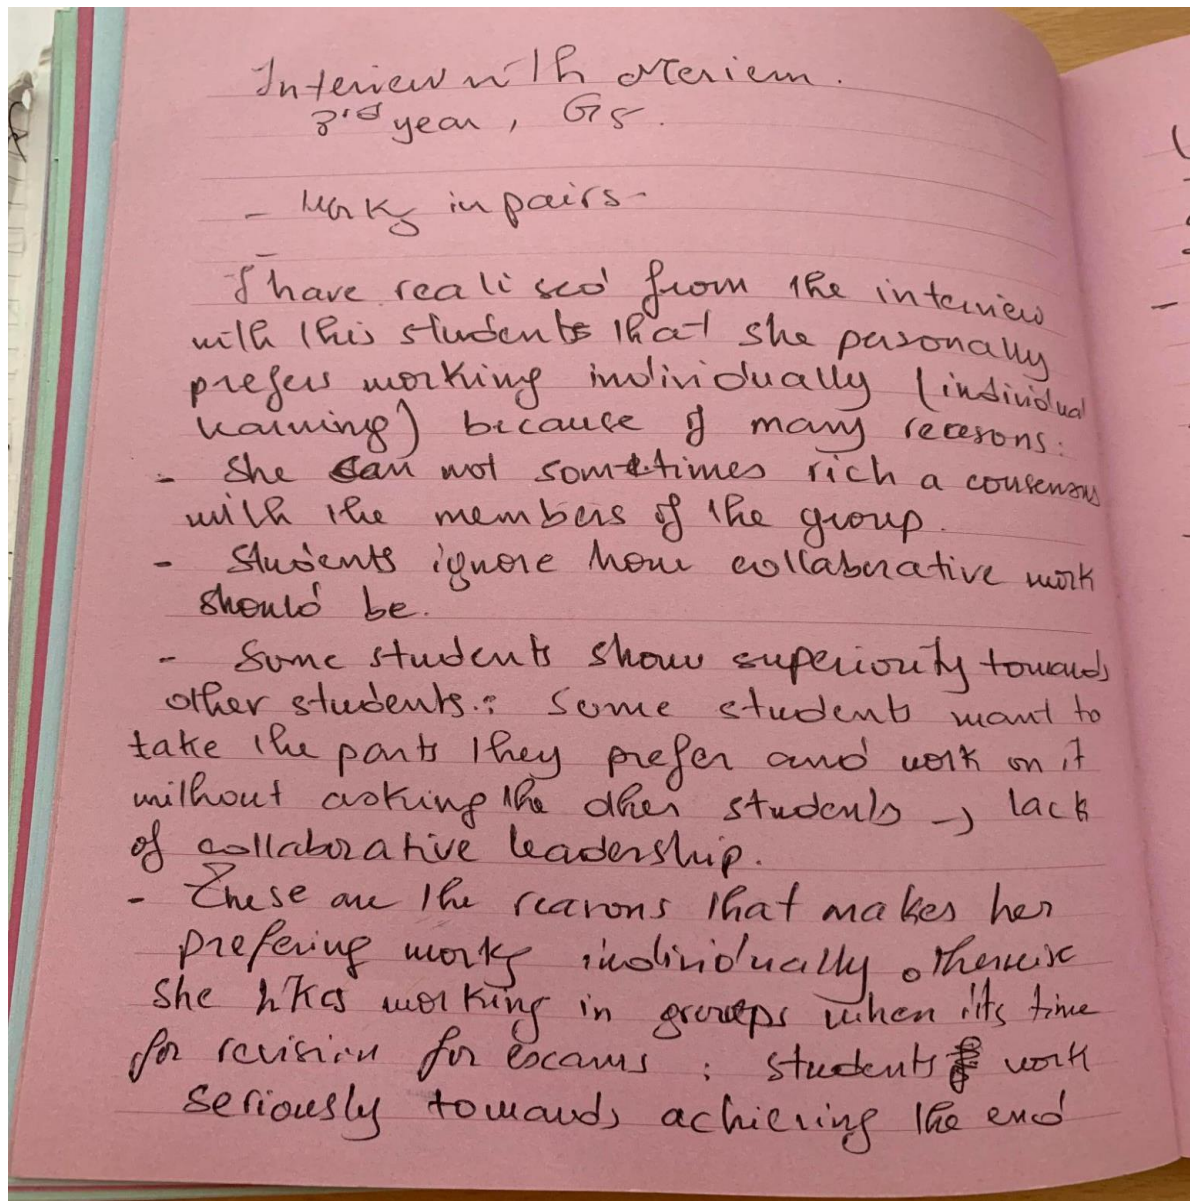 Interview with Meriem.
3rd year, G5.
- Work in pairs -
-
I have realised from the interview
with this students that she personally
prefers working individually (individual
learning) because of many reasons:
- She can not sometimes rich a consensus
with the members of the group.
- Students ignore how collaborative work
should be.
- Some students show superiority towards
other students.: Some students want to
take the parts they prefer and work on it
without asking the other students → lack
of collaborative leadership.
- These are the reasons that makes her
prefering work individually otherwise
she likes working in groups when it's time
for revision for exams : students work
seriously towards achieving the end